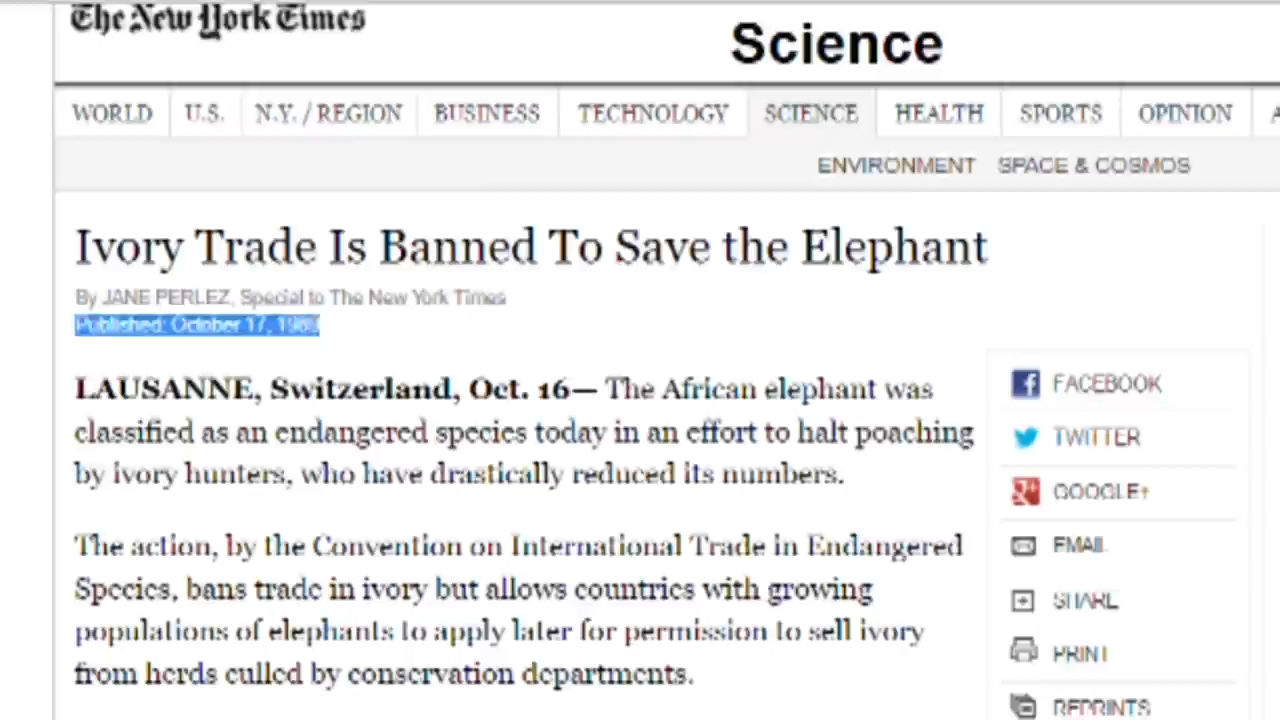 The New York Times
Science
WORLD U.S. N.Y. / REGION BUSINESS TECHNOLOGY SCIENCE HEALTH SPORTS OPINION
ENVIRONMENT SPACE & COSMOS
Ivory Trade Is Banned To Save the Elephant
By JANE PERLEZ, Special to The New York Times
Published: October 17, 1989
LAUSANNE, Switzerland, Oct. 16— The African elephant was
classified as an endangered species today in an effort to halt poaching
by ivory hunters, who have drastically reduced its numbers.
The action, by the Convention on International Trade in Endangered
Species, bans trade in ivory but allows countries with growing
populations of elephants to apply later for permission to sell ivory
from herds culled by conservation departments.
FACEBOOK
TWITTER
GOOGLE+
EMAIL
SHARE
PRINT
REPRINTS